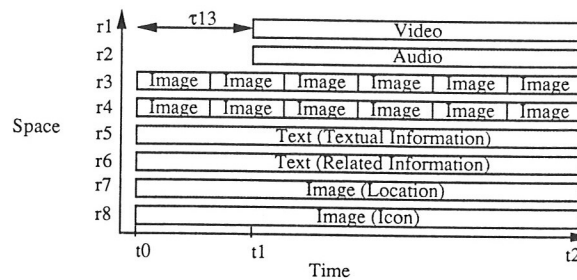 τ13
r1 Video
r2 Audio
r3 Image Image Image Image Image Image
r4 Image Image Image Image Image Image
Space
r5 Text (Textual Information)
r6 Text (Related Information)
r7 Image (Location)
r8 Image (Icon)
t0 t1 t2
Time